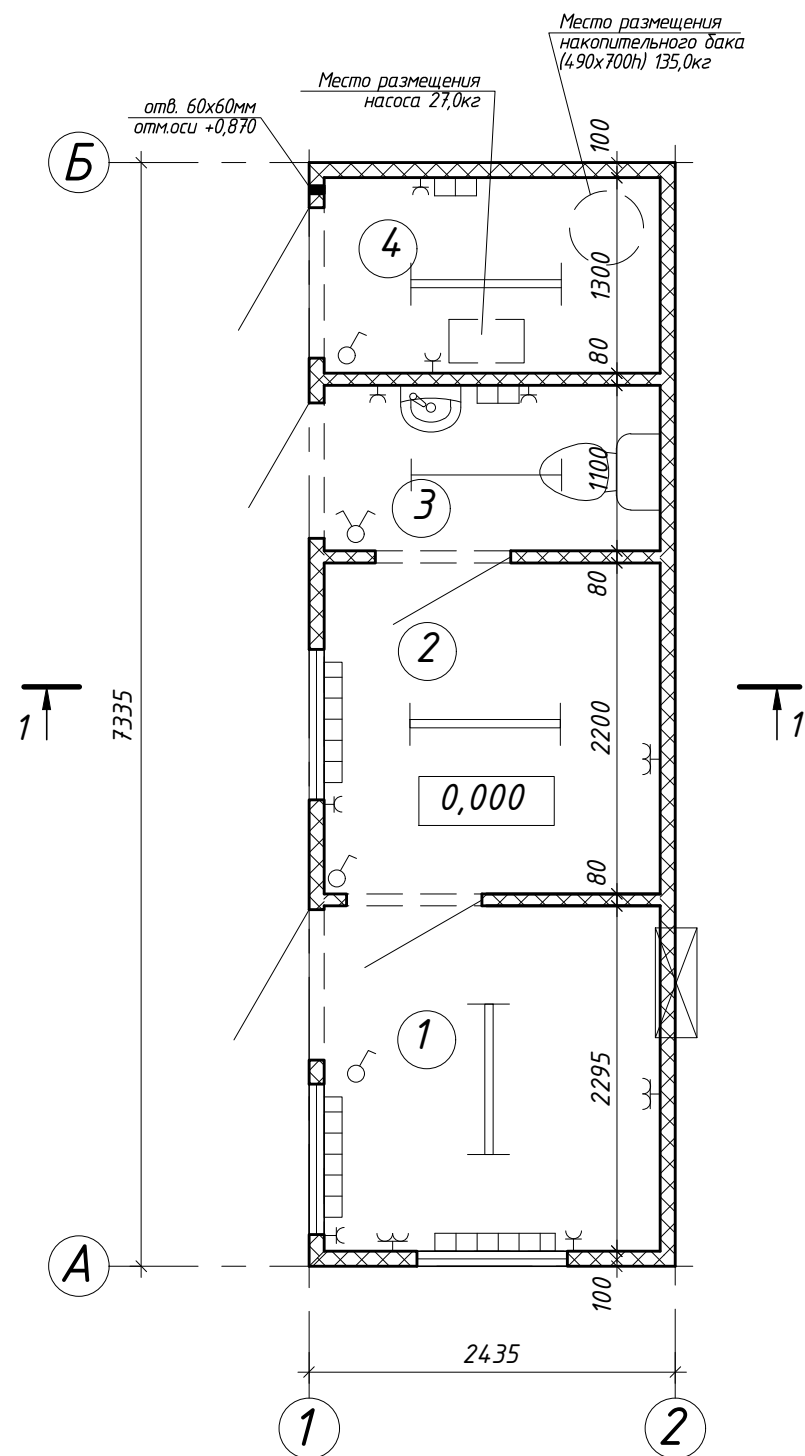 Место размещения
накопительного бака
(490х700h) 135,0кг
Место размещения
насоса 27,0кг
отв. 60х60мм
отм.оси +0,870
Б
100
4
1300
80
3
1100
80
2
1
1
7335
2200
0,000
80
1
2295
А
100
2435
1
2